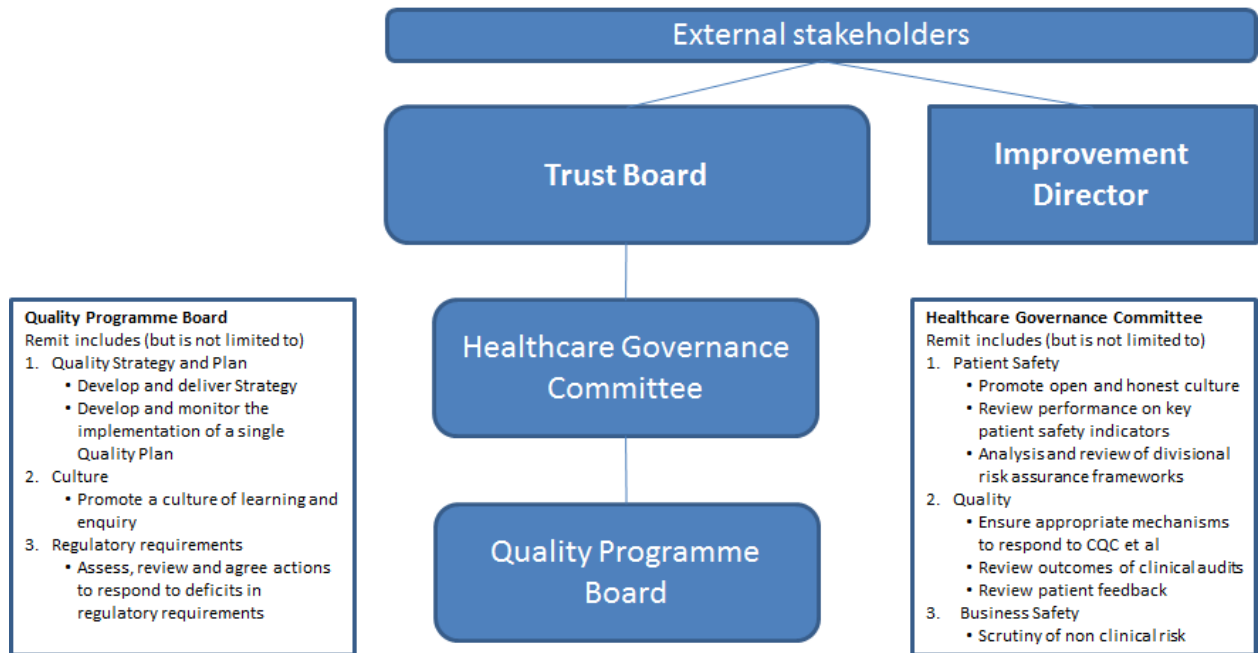 External stakeholders
Trust Board
Improvement
Director
Healthcare Governance
Committee
Quality Programme
Board
Quality Programme Board
Remit includes (but is not limited to)
1. Quality Strategy and Plan
• Develop and deliver Strategy
• Develop and monitor the
implementation of a single
Quality Plan
2. Culture
• Promote a culture of learning and
enquiry
3. Regulatory requirements
• Assess, review and agree actions
to respond to deficits in
regulatory requirements
Healthcare Governance Committee
Remit includes (but is not limited to)
1. Patient Safety
• Promote open and honest culture
• Review performance on key
patient safety indicators
• Analysis and review of divisional
risk assurance frameworks
2. Quality
• Ensure appropriate mechanisms
to respond to CQC et al
• Review outcomes of clinical audits
• Review patient feedback
3. Business Safety
• Scrutiny of non clinical risk